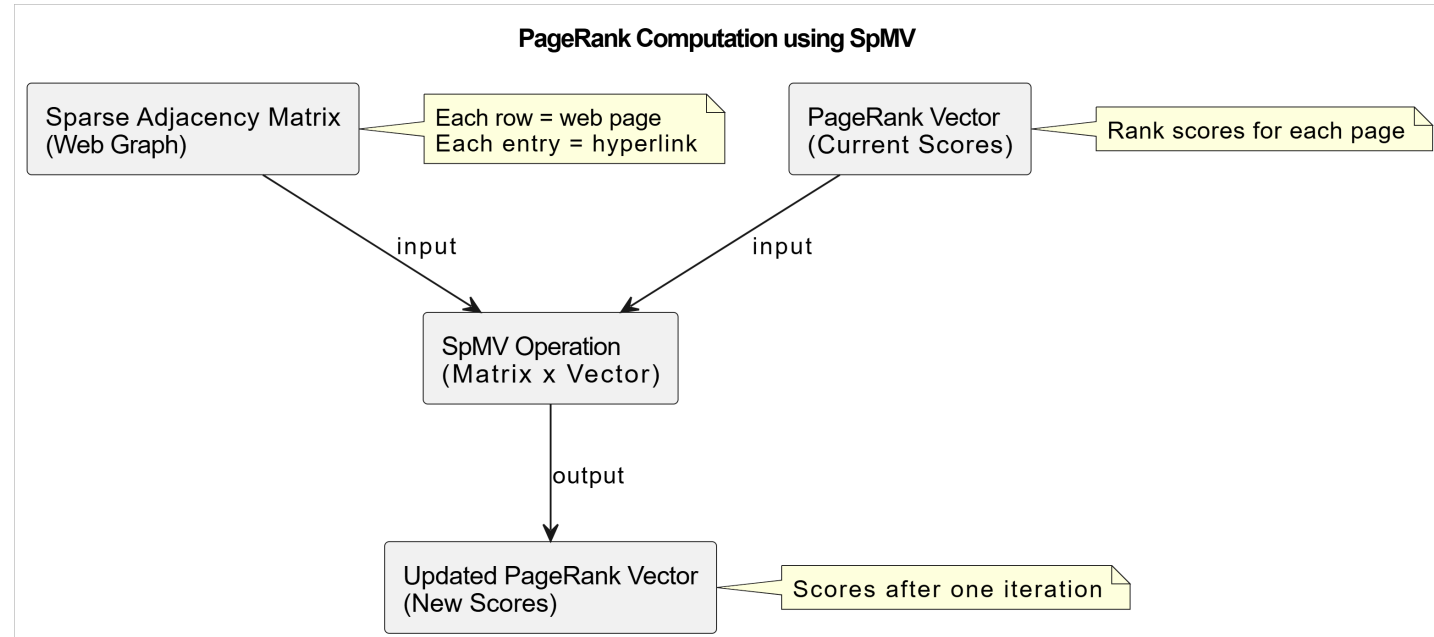 PageRank Computation using SpMV
Sparse Adjacency Matrix
(Web Graph)
Each row = web page
Each entry = hyperlink
PageRank Vector
(Current Scores)
Rank scores for each page
input
input
SpMV Operation
(Matrix x Vector)
output
Updated PageRank Vector
(New Scores)
Scores after one iteration